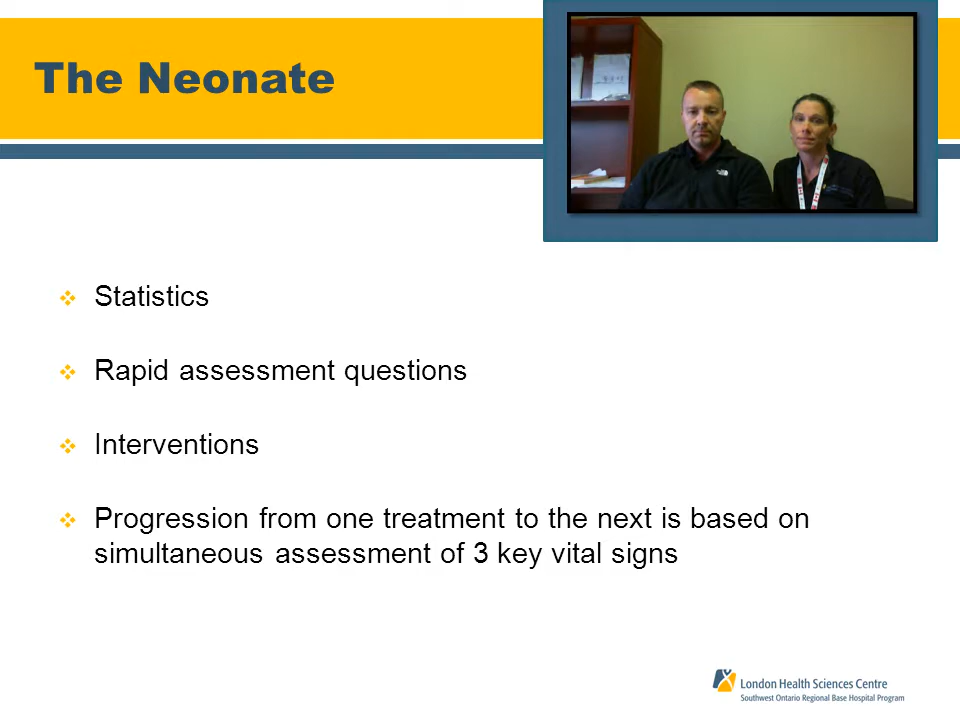 The Neonate
Statistics
Rapid assessment questions
Interventions
Progression from one treatment to the next is based on
simultaneous assessment of 3 key vital signs
London Health Sciences Centre
Southwest Ontario Regional Base Hospital Program